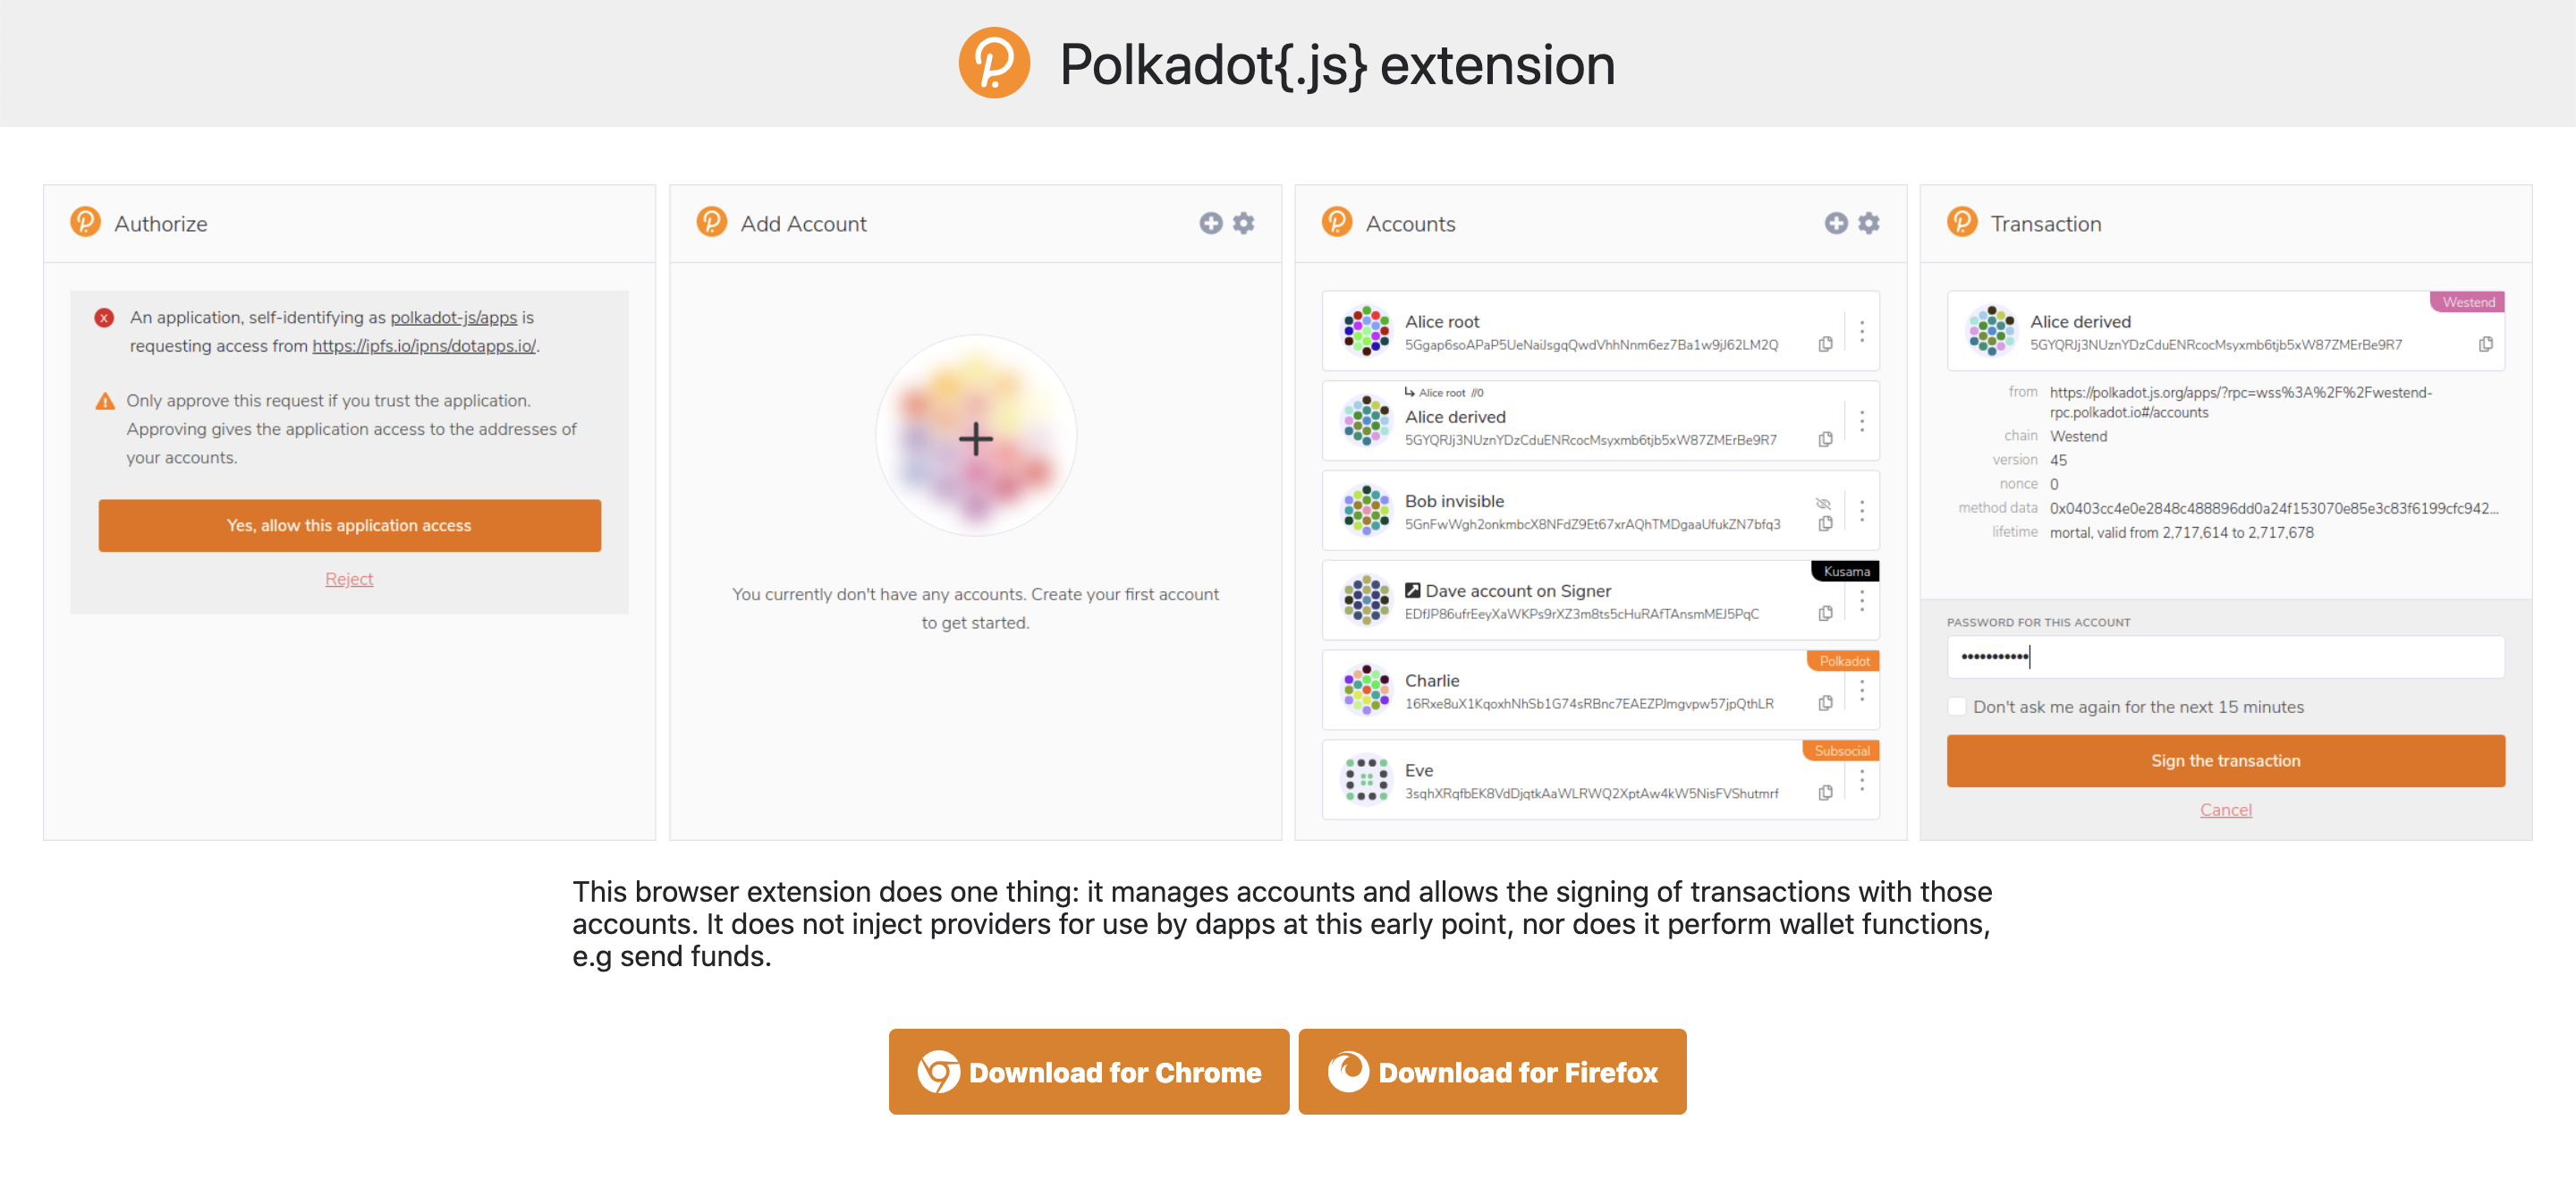 Polkadot{.js} extension
Authorize
An application, self-identifying as polkadot-js/apps is
requesting access from https://ipfs.io/ipns/dotapps.io/.
Only approve this request if you trust the application.
Approving gives the application access to the addresses of
your accounts.
Yes, allow this application access
Reject
Add Account
You currently don't have any accounts. Create your first account
to get started.
Accounts
Alice root
5Ggap6soAPaP5UeNaiJsgqQwdVhhNnm6ez7Ba1w9jJ62LM2Q
Alice root //0
Alice derived
5GYQRJj3NUznYDzCduENRcocMsyxmb6tjb5xW87ZMErBe9R7
Bob invisible
5GnFwWgh2onkmbcX8NFdZ9Et67xrAQhTMDgaaUfukZN7bfq3
Kusama
Dave account on Signer
EDfJP86ufrEeyXaWKPs9rXZ3m8ts5cHuRAfTAnsmMEJ5PqC
Polkadot
Charlie
16Rxe8uX1KqoxhNhSb1G74sRBnc7EAEZPJmgvpw57jpQthLR
Subsocial
Eve
3sqhXRqfbEK8VdDjqtkAaWLRWQ2XptAw4kW5NisFVShutmrf
Transaction
Westend
Alice derived
5GYQRJj3NUznYDzCduENRcocMsyxmb6tjb5xW87ZMErBe9R7
from https://polkadot.js.org/apps/?rpc=wss%3A%2F%2Fwestend-
rpc.polkadot.io#/accounts
chain Westend
version 45
nonce 0
method data 0x0403cc4e0e2848c488896dd0a24f153070e85e3c83f6199cfc942...
lifetime mortal, valid from 2,717,614 to 2,717,678
PASSWORD FOR THIS ACCOUNT
•••••••••••
Don't ask me again for the next 15 minutes
Sign the transaction
Cancel
This browser extension does one thing: it manages accounts and allows the signing of transactions with those
accounts. It does not inject providers for use by dapps at this early point, nor does it perform wallet functions,
e.g send funds.
Download for Chrome
Download for Firefox